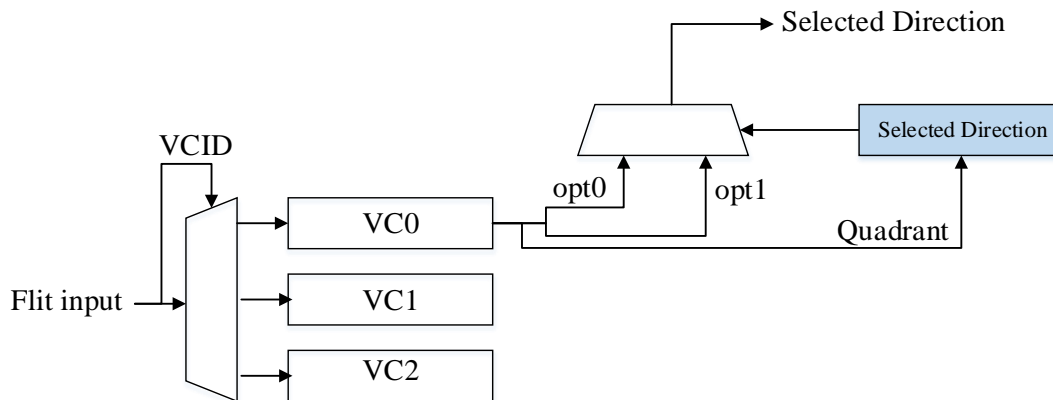 Selected Direction
VCID
Selected Direction
opt0
opt1
VC0
Quadrant
Flit input
VC1
VC2